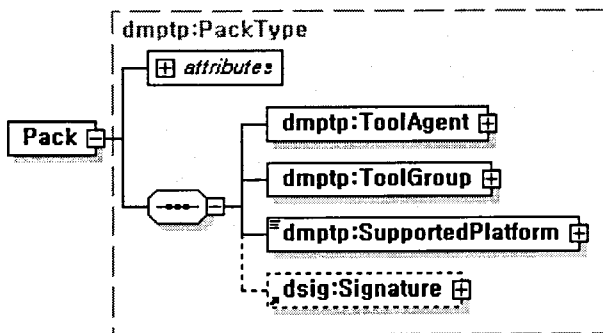 dmptp:PackType
attributes
Pack
dmptp:ToolAgent
dmptp:ToolGroup
dmptp:SupportedPlatform
dsig:Signature